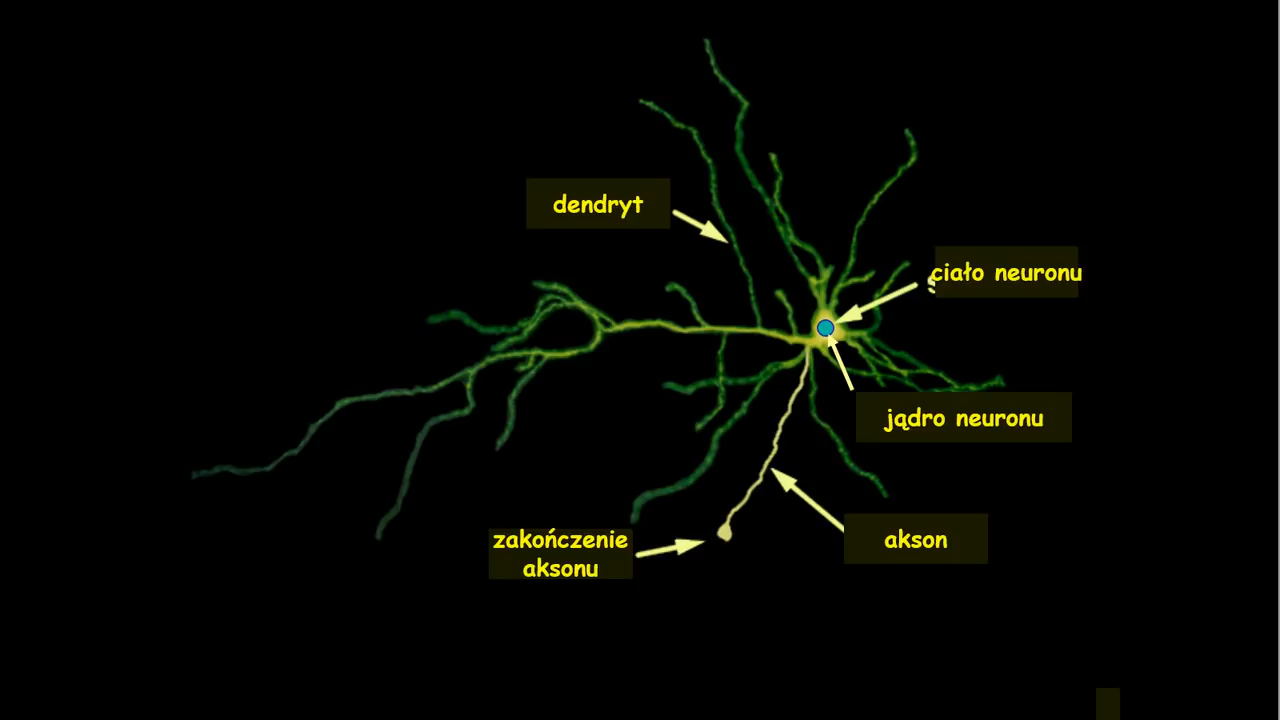 dendryt
ciało neuronu
jądro neuronu
akson
zakończenie
aksonu